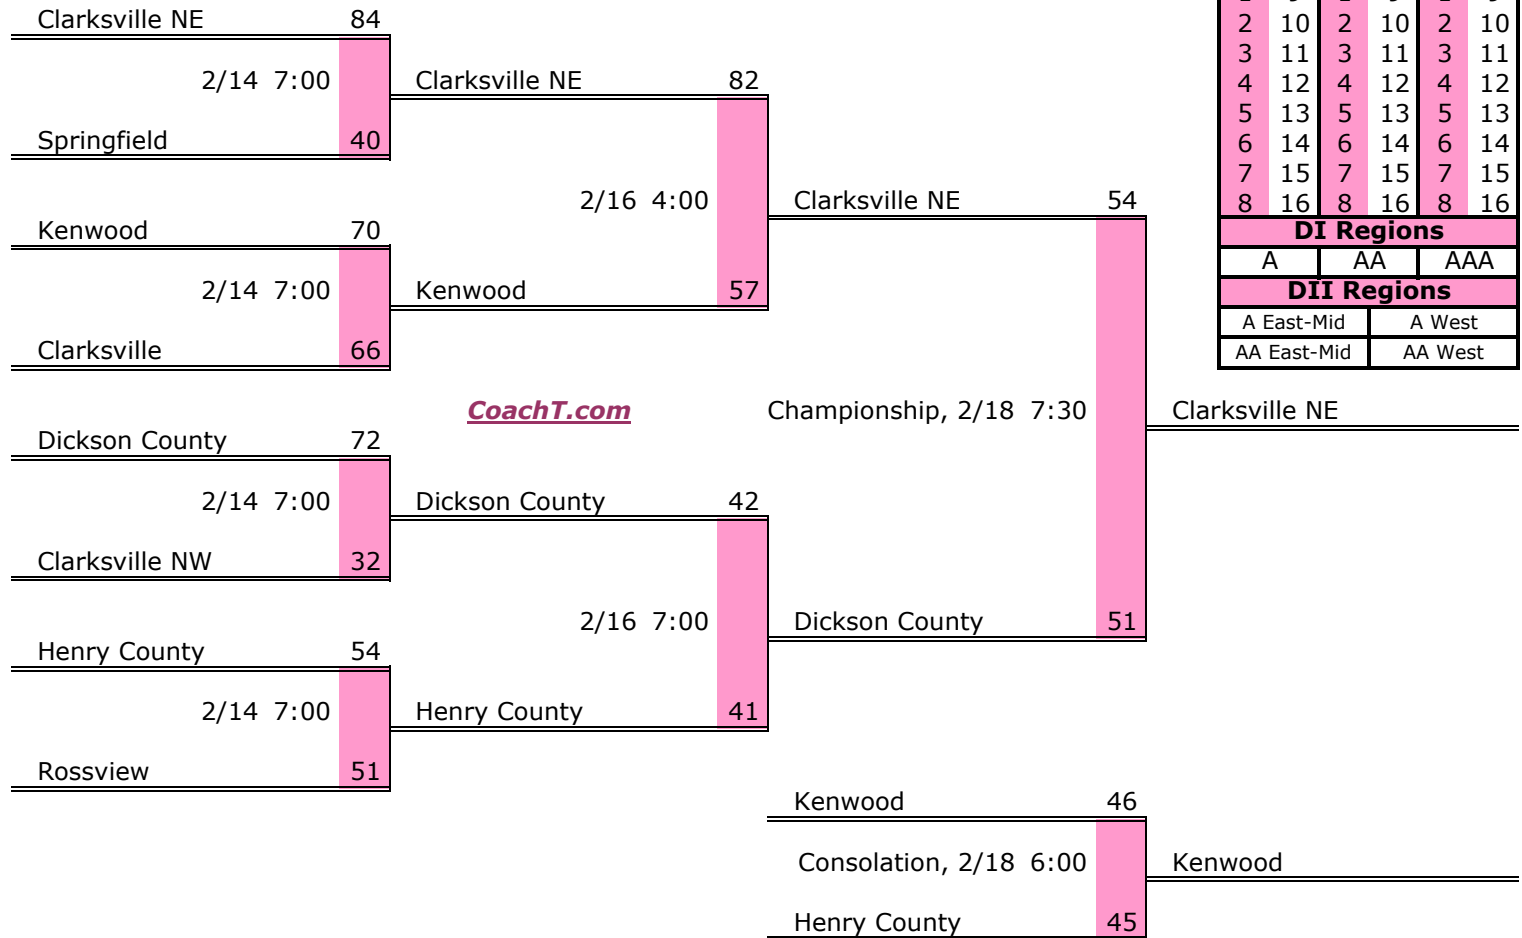 Clarksville NE 84
2/14 7:00
Springfield 40
Clarksville NE 82
2/16 4:00
Kenwood 70
2/14 7:00
Clarksville 66
Kenwood 57
Clarksville NE 54
CoachT.com
Championship, 2/18 7:30
Clarksville NE
Dickson County 72
2/14 7:00
Clarksville NW 32
Dickson County 42
2/16 7:00
Henry County 54
2/14 7:00
Rossview 51
Henry County 41
Dickson County 51
Kenwood 46
Consolation, 2/18 6:00
Henry County 45
Kenwood
2 10 2 10 2 10
3 11 3 11 3 11
4 12 4 12 4 12
5 13 5 13 5 13
6 14 6 14 6 14
7 15 7 15 7 15
8 16 8 16 8 16
DI Regions
A AA AAA
DII Regions
A East-Mid A West
AA East-Mid AA West